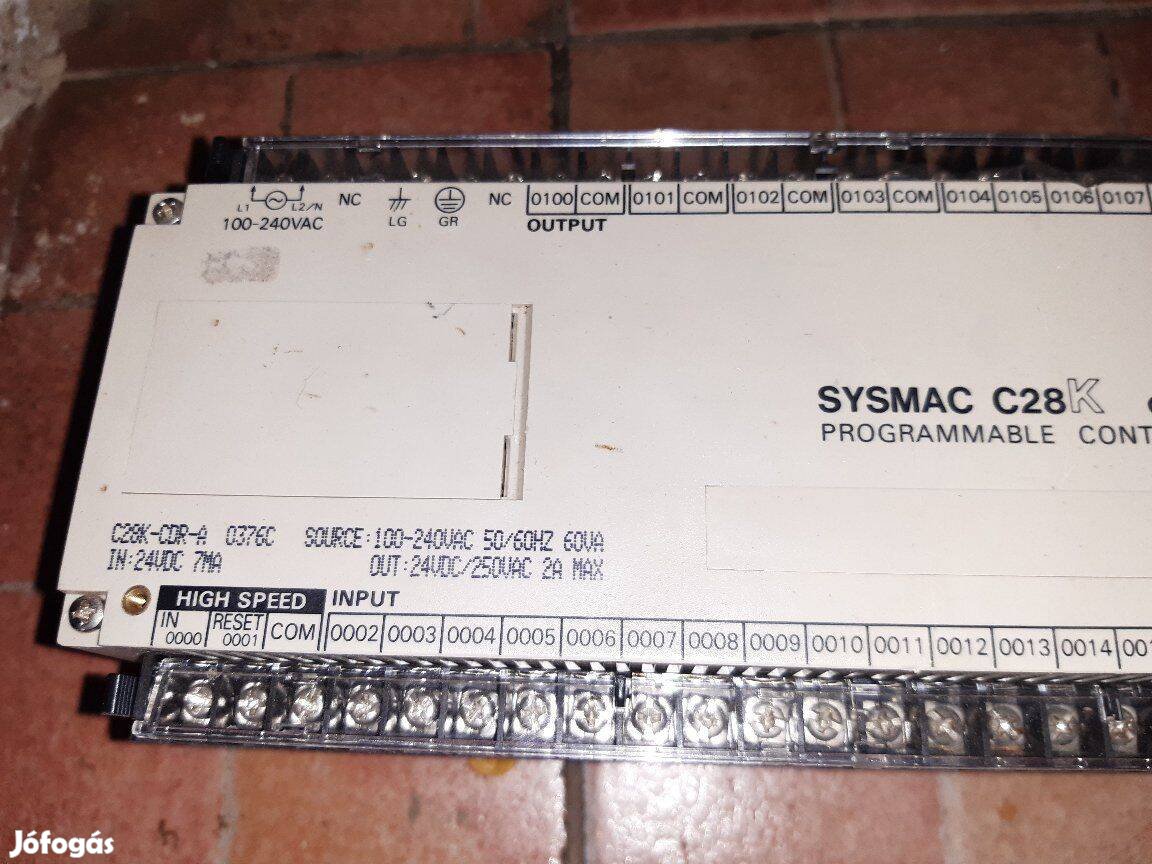 L1 L2/N NC LG GR NC 0100 COM 0101 COM 0102 COM 0103 COM 0104 0105 0106 0107
100-240VAC
OUTPUT
SYSMAC C28K
PROGRAMMABLE CONT
C28K-CDR-A 0376C SOURCE:100-240VAC 50/60HZ 60VA
IN:24VDC 7MA OUT:24VDC/250VAC 2A MAX
HIGH SPEED INPUT
IN 0000 RESET 0001 COM 0002 0003 0004 0005 0006 0007 0008 0009 0010 0011 0012 0013 0014 001
Jófogás